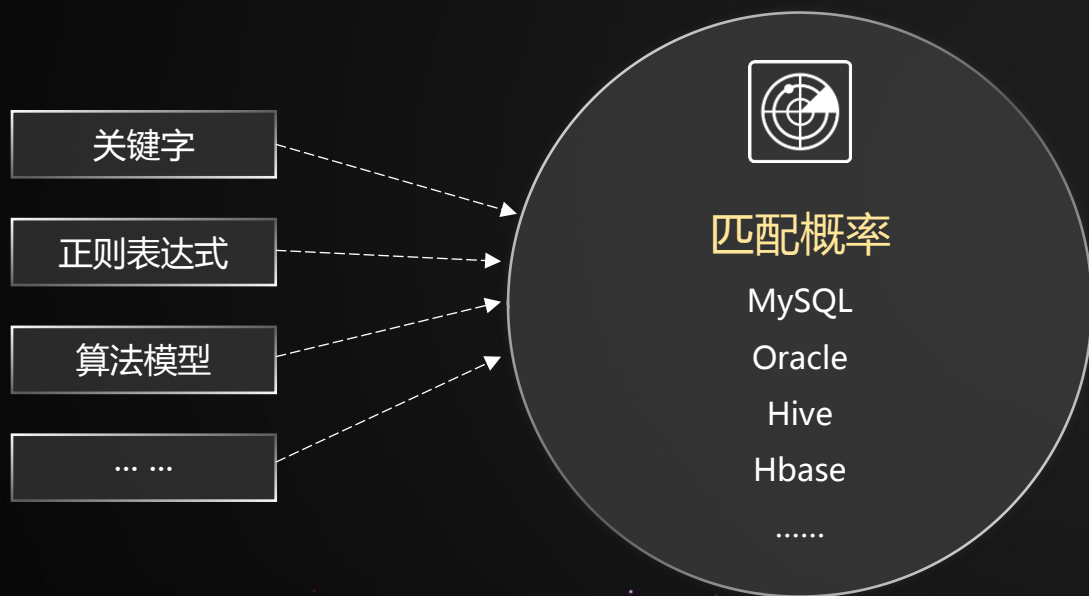 关键字
正则表达式
算法模型
... ...
匹配概率
MySQL
Oracle
Hive
Hbase
......